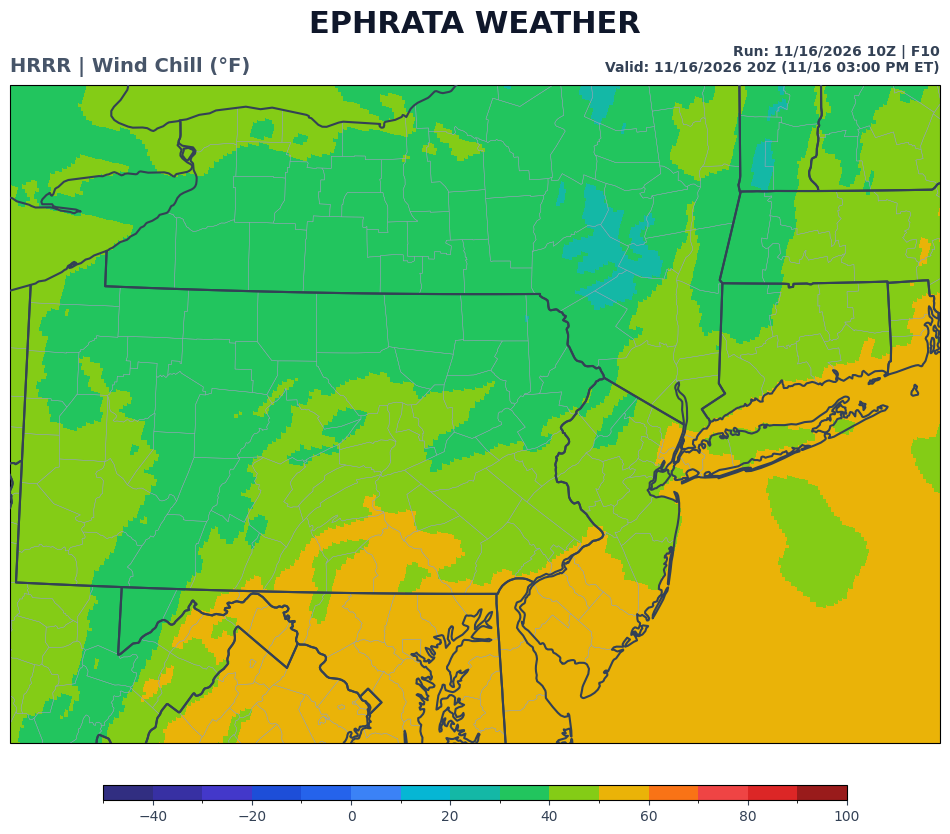 EPHRATA WEATHER
HRRR | Wind Chill (°F)
Run: 11/16/2026 10Z | F10
Valid: 11/16/2026 20Z (11/16 03:00 PM ET)
−40 −20 0 20 40 60 80 100